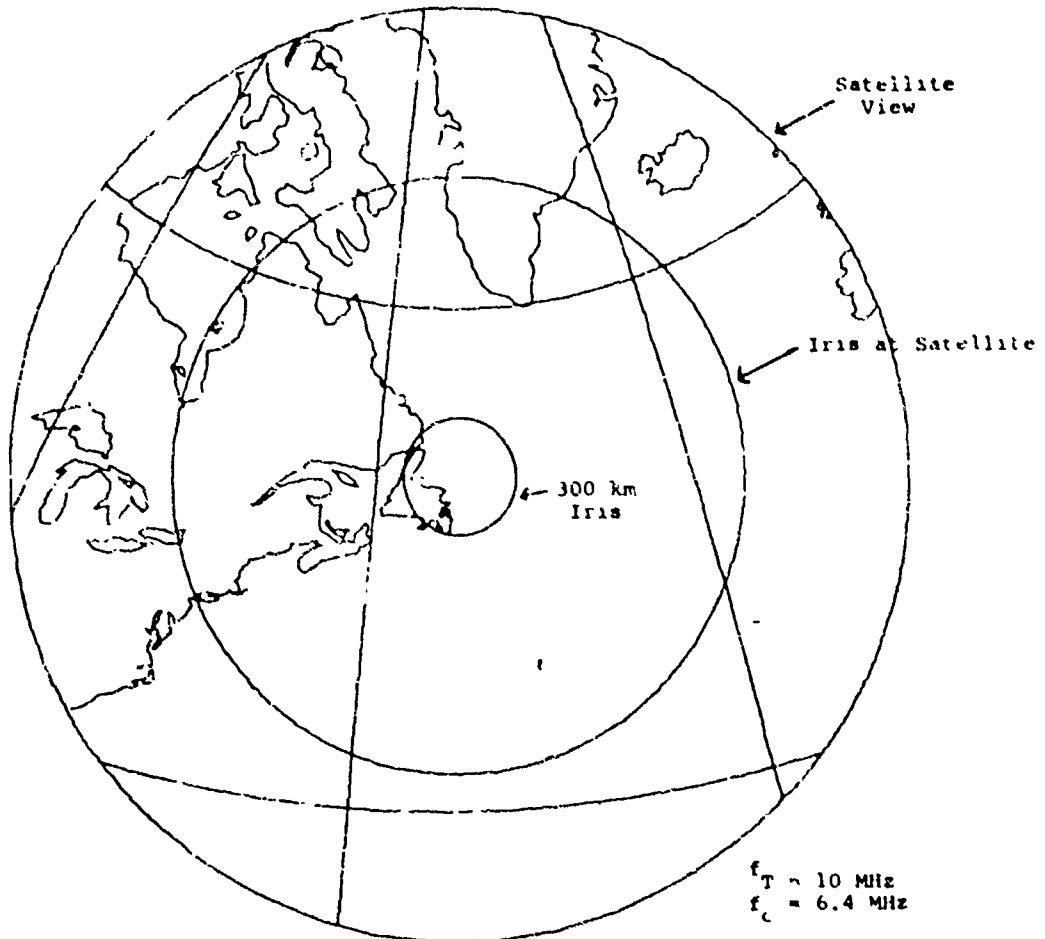 Satellite
View
Iris at Satellite
300 km
Iris
f_T = 10 MHz
f_c = 6.4 MHz